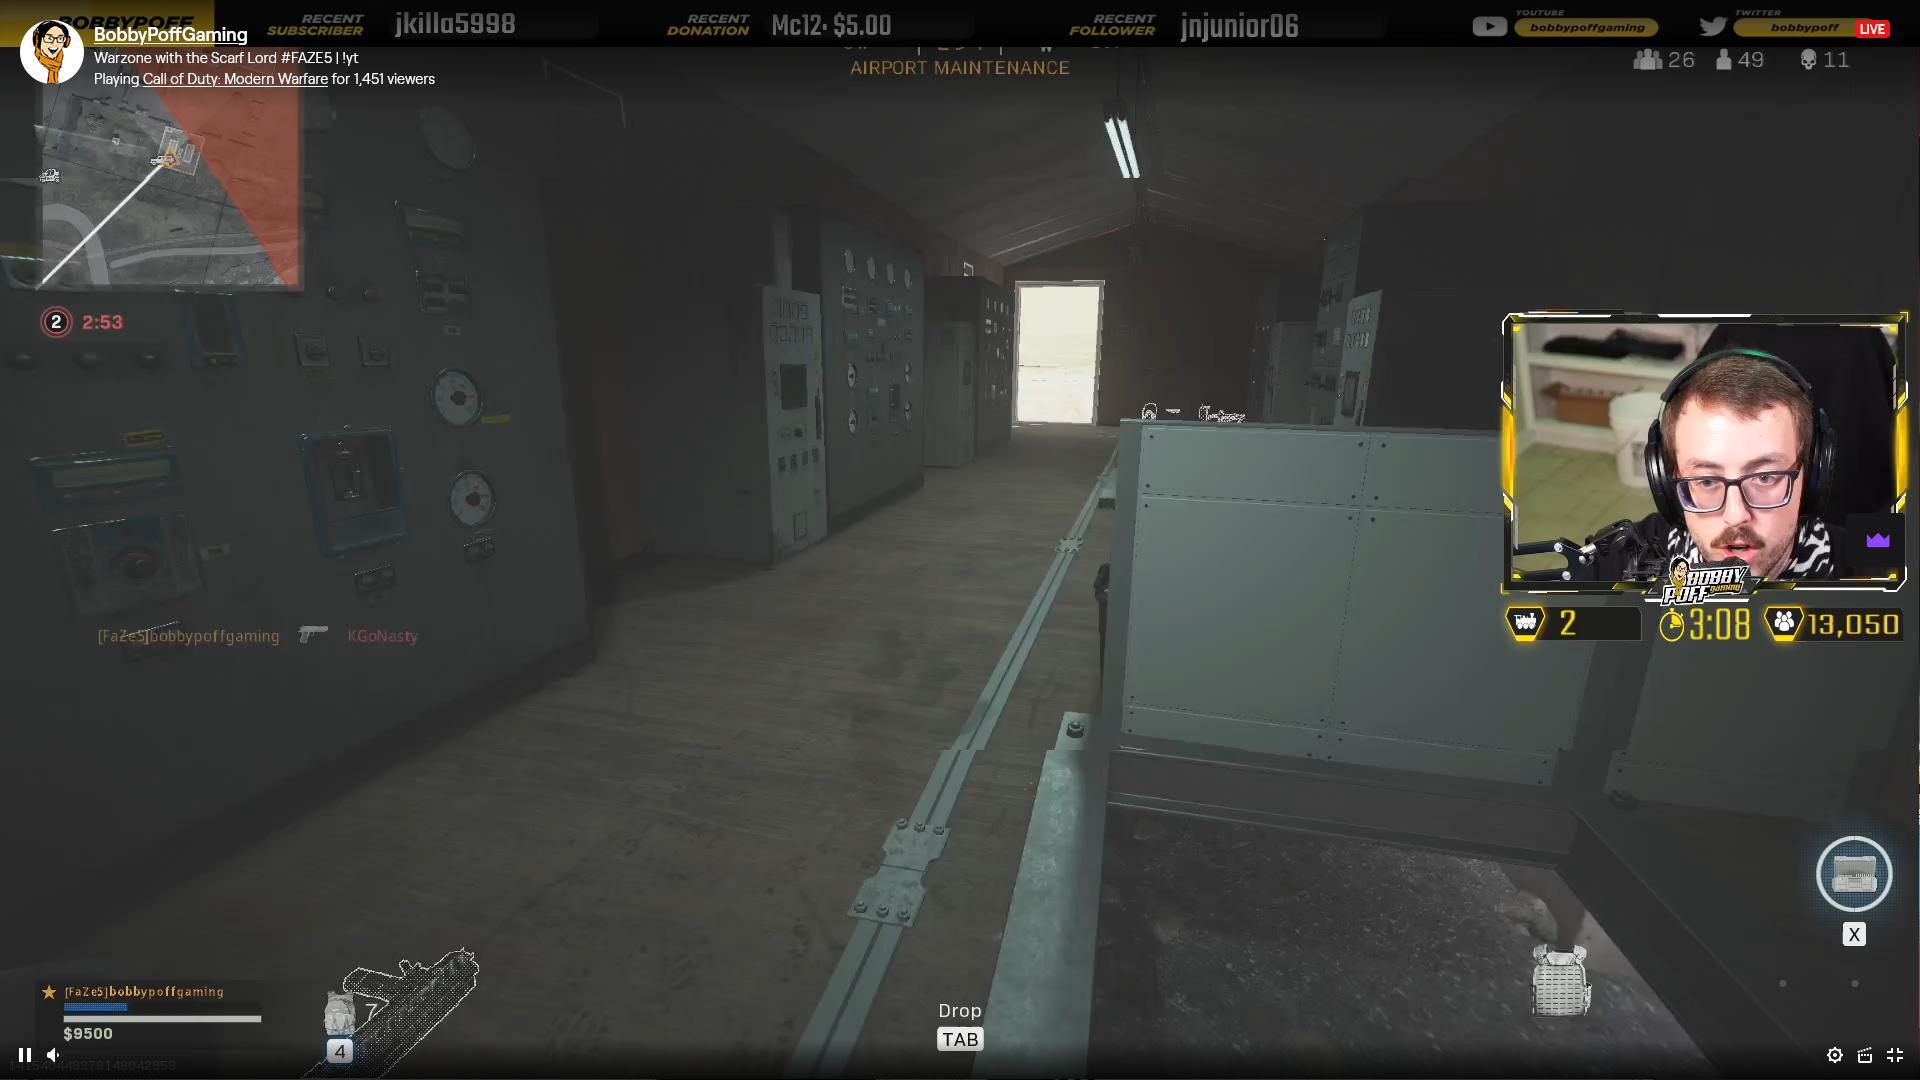 BOBBYPOFF
RECENT SUBSCRIBER
jkilla5998
RECENT DONATION
Mc12: $5.00
RECENT FOLLOWER
jnjunior06
YOUTUBE
bobbypoffgaming
TWITTER
bobbypoff
LIVE
BobbyPoffGaming
Warzone with the Scarf Lord #FAZE5 | !yt
Playing Call of Duty: Modern Warfare for 1,451 viewers
AIRPORT MAINTENANCE
26
49
11
2
2:53
BOBBY
POFF
GAMING
2
3:08
13,050
[FaZe5]bobbypoffgaming
KGoNasty
X
[FaZe5]bobbypoffgaming
$9500
7
4
Drop
TAB